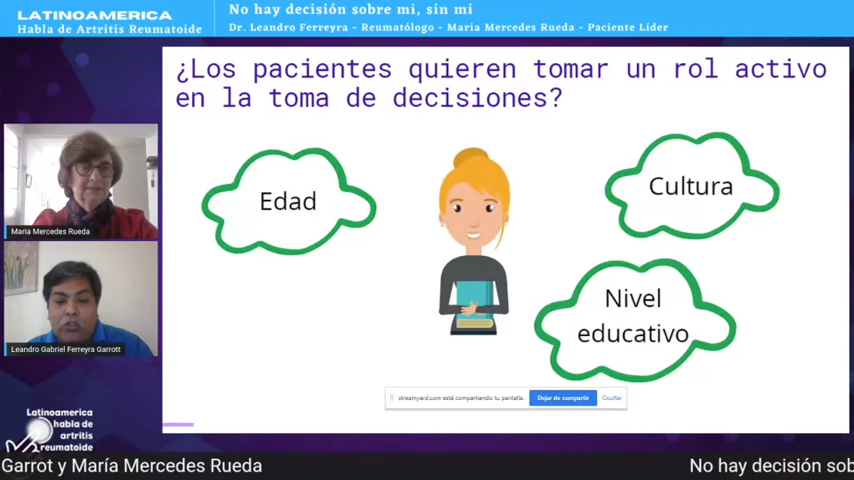 LATINOAMERICA
Habla de Artritis Reumatoide
No hay decisión sobre mi, sin mi
Dr. Leandro Ferreyra - Reumatólogo - Maria Mercedes Rueda - Paciente Líder
¿Los pacientes quieren tomar un rol activo
en la toma de decisiones?
Edad
Cultura
Nivel
educativo
Maria Mercedes Rueda
Leandro Gabriel Ferreyra Garrott
streamyard.com está compartiendo tu pantalla.
Dejar de compartir
Ocultar
Latinoamerica
habla de
artritis
reumatoide
Garrot y María Mercedes Rueda
No hay decisión sob